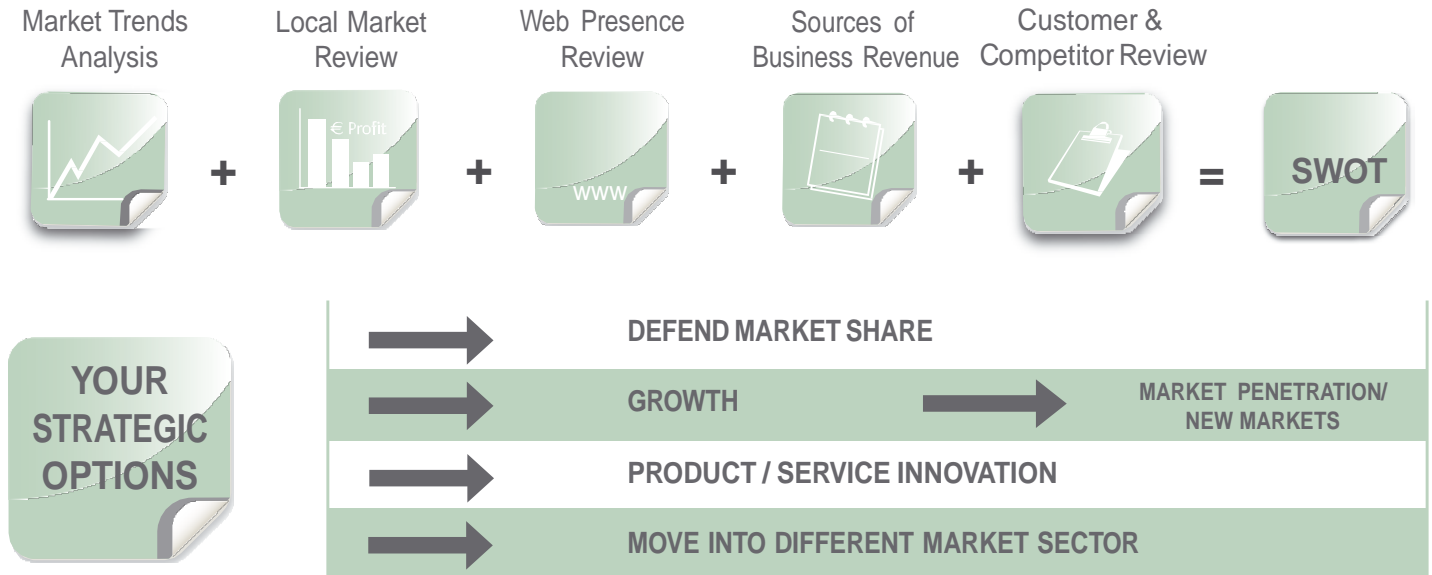 Market Trends
Analysis
Local Market
Review
Web Presence
Review
Sources of
Business Revenue
Customer &
Competitor Review
+
€ Profit
+
www
+
+
=
SWOT
YOUR
STRATEGIC
OPTIONS
DEFEND MARKET SHARE
GROWTH
MARKET PENETRATION/
NEW MARKETS
PRODUCT / SERVICE INNOVATION
MOVE INTO DIFFERENT MARKET SECTOR